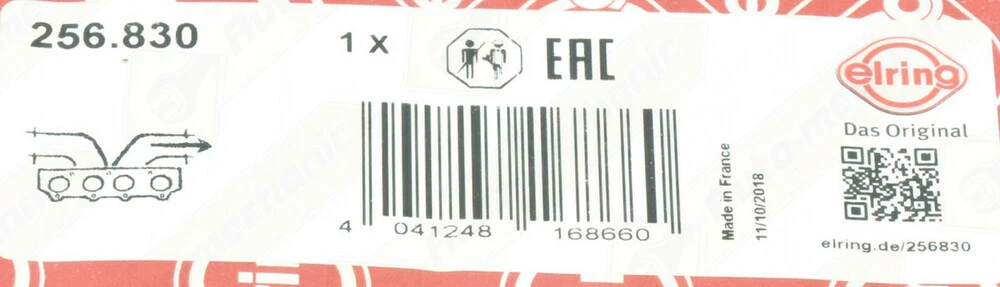 256.830
1 x
EAC
elring
Das Original
4 041248 168660
Made in France
11/10/2018
elring.de/256830